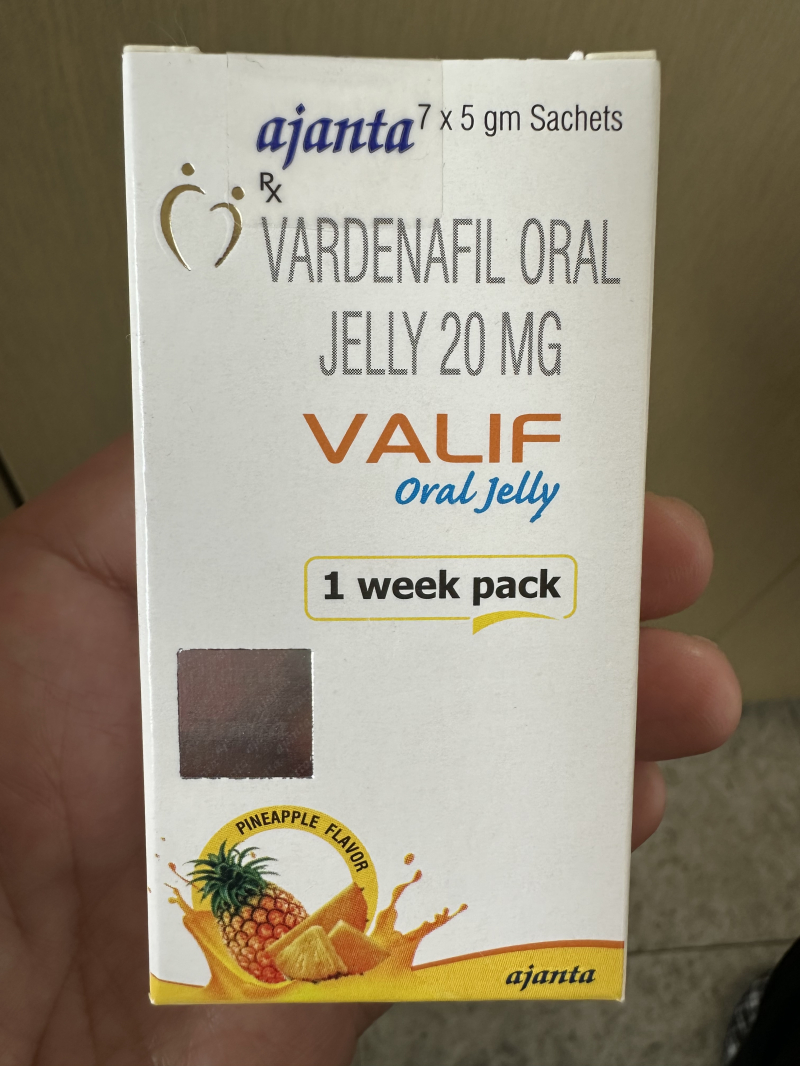 ajanta 7 x 5 gm Sachets
Rx
VARDENAFIL ORAL
JELLY 20 MG
VALIF
Oral Jelly
1 week pack
PINEAPPLE FLAVOR
ajanta